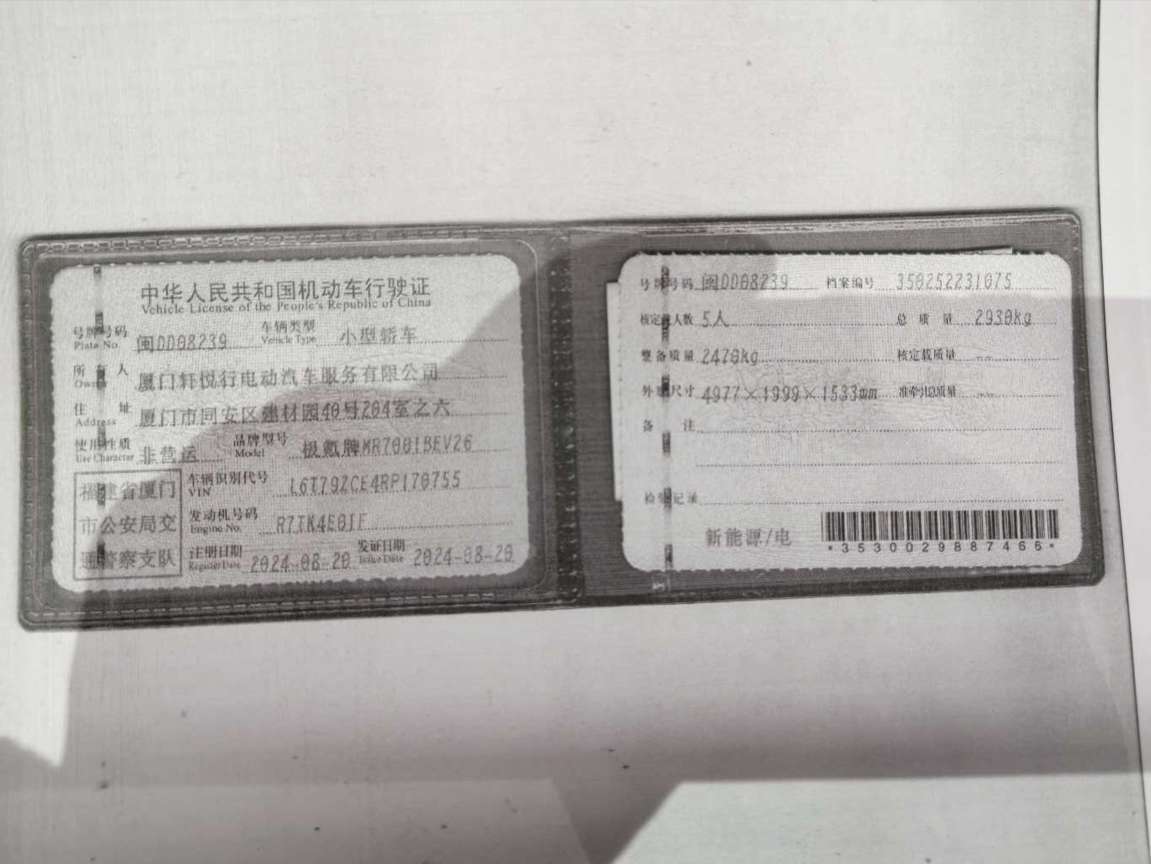 中华人民共和国机动车行驶证
Vehicle License of the People's Republic of China
号牌号码 Plate No. 闽DD08239 车辆类型 Vehicle Type 小型轿车
所有人 Owner 厦门轩悦行电动汽车服务有限公司
住址 Address 厦门市同安区建材园40号204室之六
使用性质 Use Character 非营运 品牌型号 Model 极氪牌MR7001BEV26
福建省厦门市公安局交通警察支队
车辆识别代号 VIN L6T79ZCE4RP170755
发动机号码 Engine No. R7TK4E01F
注册日期 Register Date 2024-08-20 发证日期 Issue Date 2024-08-20
号牌号码 闽DD08239 档案编号 350252231075
核定载人数 5人 总质量 2930kg
整备质量 2470kg 核定载质量 --
外廓尺寸 4977×1999×1533mm 准牵引总质量 --
备注
检验记录
新能源/电
*3530029887466*